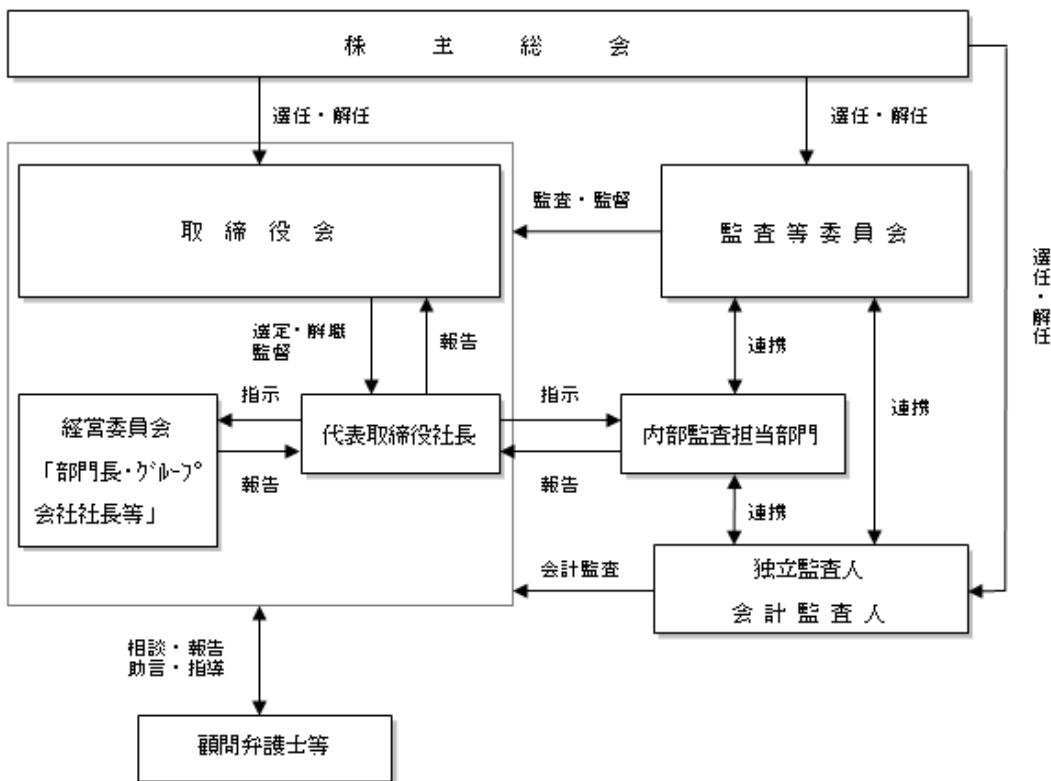 株主総会
選任・解任
選任・解任
取締役会
監査・監督
監査等委員会
選任・解任
選定・解職
監督
報告
連携
連携
指示
指示
経営委員会
「部門長・グループ
会社社長等」
代表取締役社長
内部監査担当部門
報告
報告
連携
会計監査
独立監査人
会計監査人
相談・報告
助言・指導
顧問弁護士等